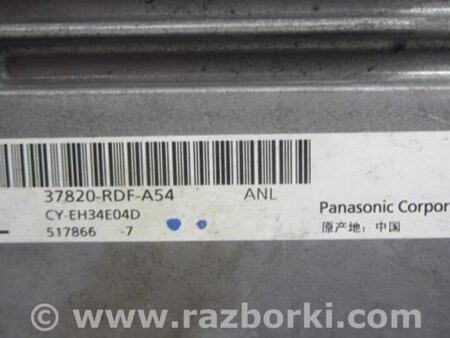 37820-RDF-A54 ANL
CY-EH34E04D
517866 -7
Panasonic Corpor
原产地: 中国
© www.razborki.com